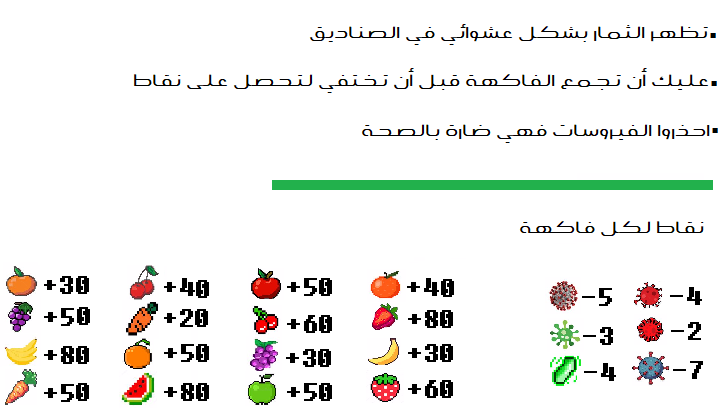 .تظهر الثمار بشكل عشوائي في الصناديق
.عليك أن تجمع الفاكهة قبل أن تختفي لتحصل على نقاط
.احذروا الفيروسات فهي ضارة بالصحة
نقاط لكل فاكهة
+30 +40 +50 +40 -5 -4
+50 +20 +60 +80 -3 -2
+80 +50 +30 +30 -4 -7
+50 +80 +50 +60